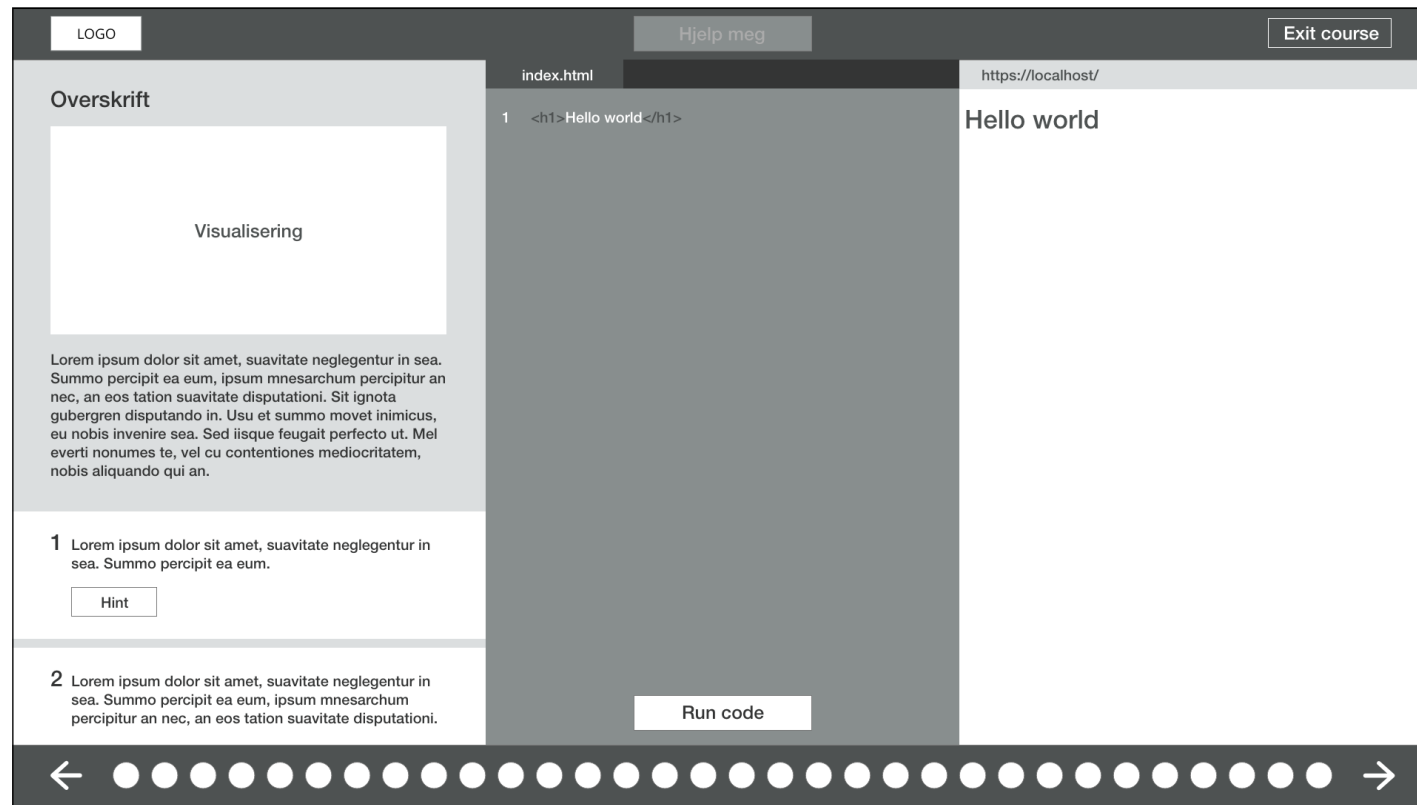 LOGO
Hjelp meg
Exit course
Overskrift
Visualisering
Lorem ipsum dolor sit amet, suavitate neglegentur in sea.
Summo percipit ea eum, ipsum mnesarchum percipitur an
nec, an eos tation suavitate disputationi. Sit ignota
gubergren disputando in. Usu et summo movet inimicus,
eu nobis invenire sea. Sed iisque feugait perfecto ut. Mel
everti nonumes te, vel cu contentiones mediocritatem,
nobis aliquando qui an.
1 Lorem ipsum dolor sit amet, suavitate neglegentur in
sea. Summo percipit ea eum.
Hint
2 Lorem ipsum dolor sit amet, suavitate neglegentur in
sea. Summo percipit ea eum, ipsum mnesarchum
percipitur an nec, an eos tation suavitate disputationi.
index.html
1 <h1>Hello world</h1>
Run code
https://localhost/
Hello world